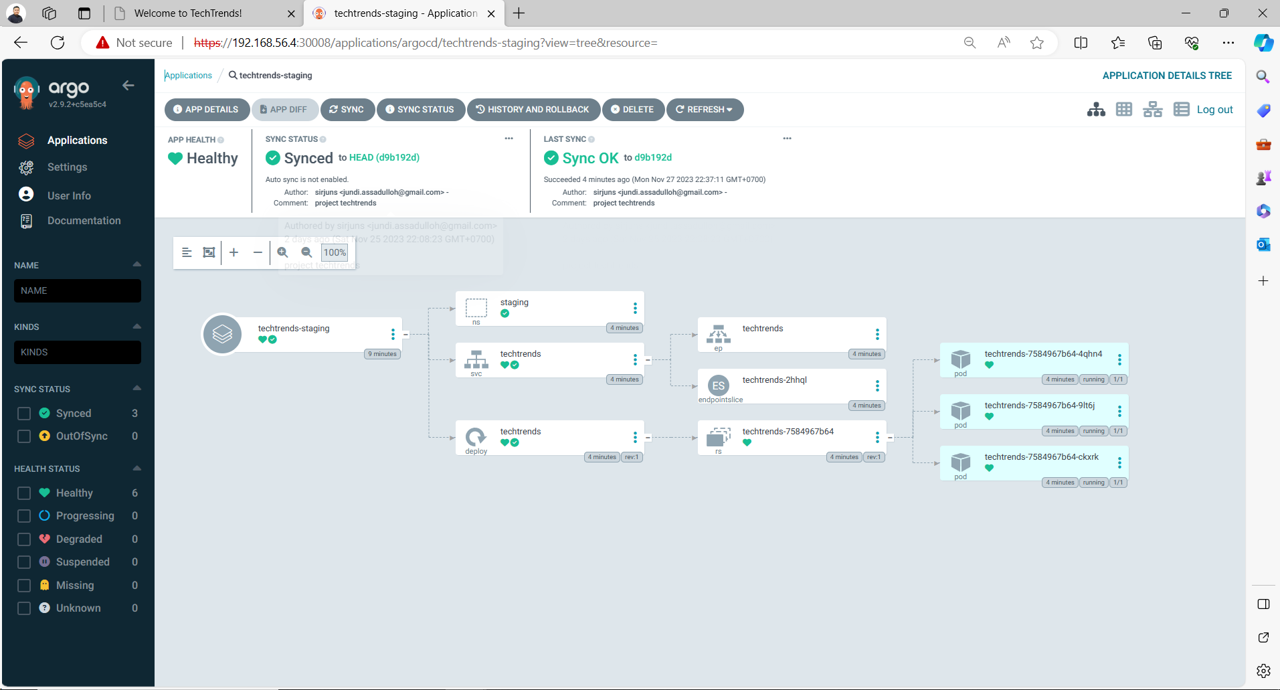 Welcome to TechTrends!
techtrends-staging - Application
Not secure
https://192.168.56.4:30008/applications/argocd/techtrends-staging?view=tree&resource=
argo
v2.9.2+c5ea5c4
Applications
Settings
User Info
Documentation
NAME
NAME
KINDS
KINDS
SYNC STATUS
Synced 3
OutOfSync 0
HEALTH STATUS
Healthy 6
Progressing 0
Degraded 0
Suspended 0
Missing 0
Unknown 0
Applications / techtrends-staging
APPLICATION DETAILS TREE
APP DETAILS
APP DIFF
SYNC
SYNC STATUS
HISTORY AND ROLLBACK
DELETE
REFRESH
Log out
APP HEALTH
Healthy
SYNC STATUS
Synced to HEAD (d9b192d)
Auto sync is not enabled.
Author: sirjuns <jundi.assadulloh@gmail.com> -
Comment: project techtrends
LAST SYNC
Sync OK to d9b192d
Succeeded 4 minutes ago (Mon Nov 27 2023 22:37:11 GMT+0700)
Author: sirjuns <jundi.assadulloh@gmail.com> -
Comment: project techtrends
Authored by sirjuns <jundi.assadulloh@gmail.com>
2 days ago (Sat Nov 25 2023 22:08:23 GMT+0700)
project techtrends
100%
techtrends-staging
9 minutes
staging
ns
4 minutes
techtrends
svc
4 minutes
techtrends
deploy
4 minutes rev:1
techtrends
ep
4 minutes
ES
techtrends-2hhql
endpointslice
4 minutes
techtrends-7584967b64
rs
4 minutes rev:1
techtrends-7584967b64-4qhn4
pod
4 minutes running 1/1
techtrends-7584967b64-9lt6j
pod
4 minutes running 1/1
techtrends-7584967b64-ckxrk
pod
4 minutes running 1/1